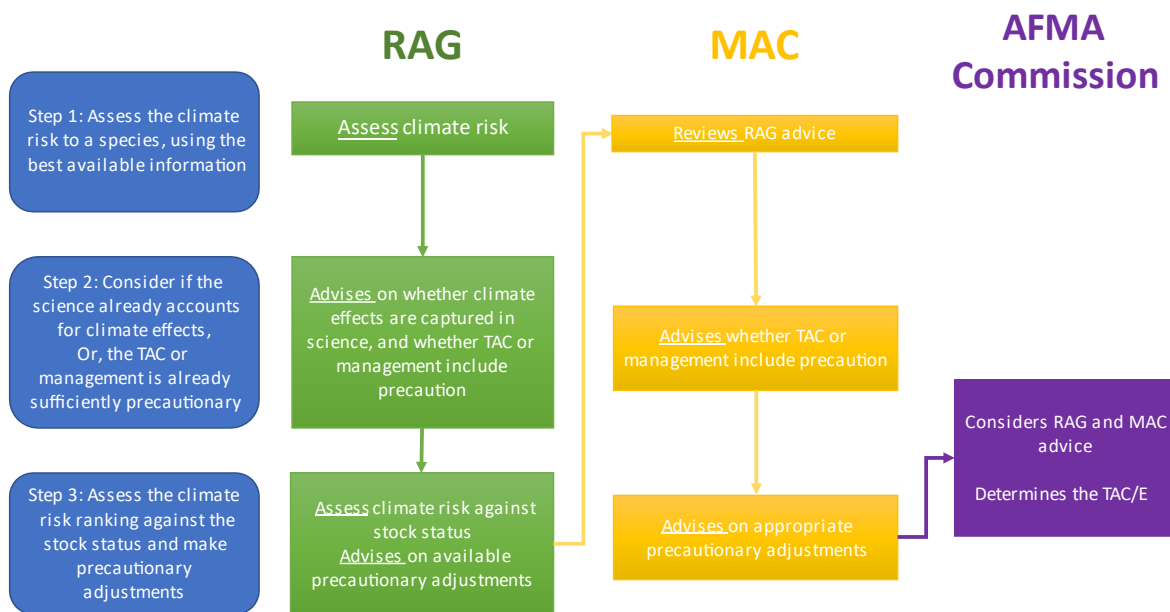 RAG
MAC
AFMA
Commission
Step 1: Assess the climate
risk to a species, using the
best available information
Assess climate risk
Reviews RAG advice
Step 2: Consider if the
science already accounts
for climate effects,
Or, the TAC or
management is already
sufficiently precautionary
Advises on whether climate
effects are captured in
science, and whether TAC or
management include
precaution
Advises whether TAC or
management include precaution
Considers RAG and MAC
advice
Determines the TAC/E
Step 3: Assess the climate
risk ranking against the
stock status and make
precautionary
adjustments
Assess climate risk against
stock status
Advises on available
precautionary adjustments
Advises on appropriate
precautionary adjustments